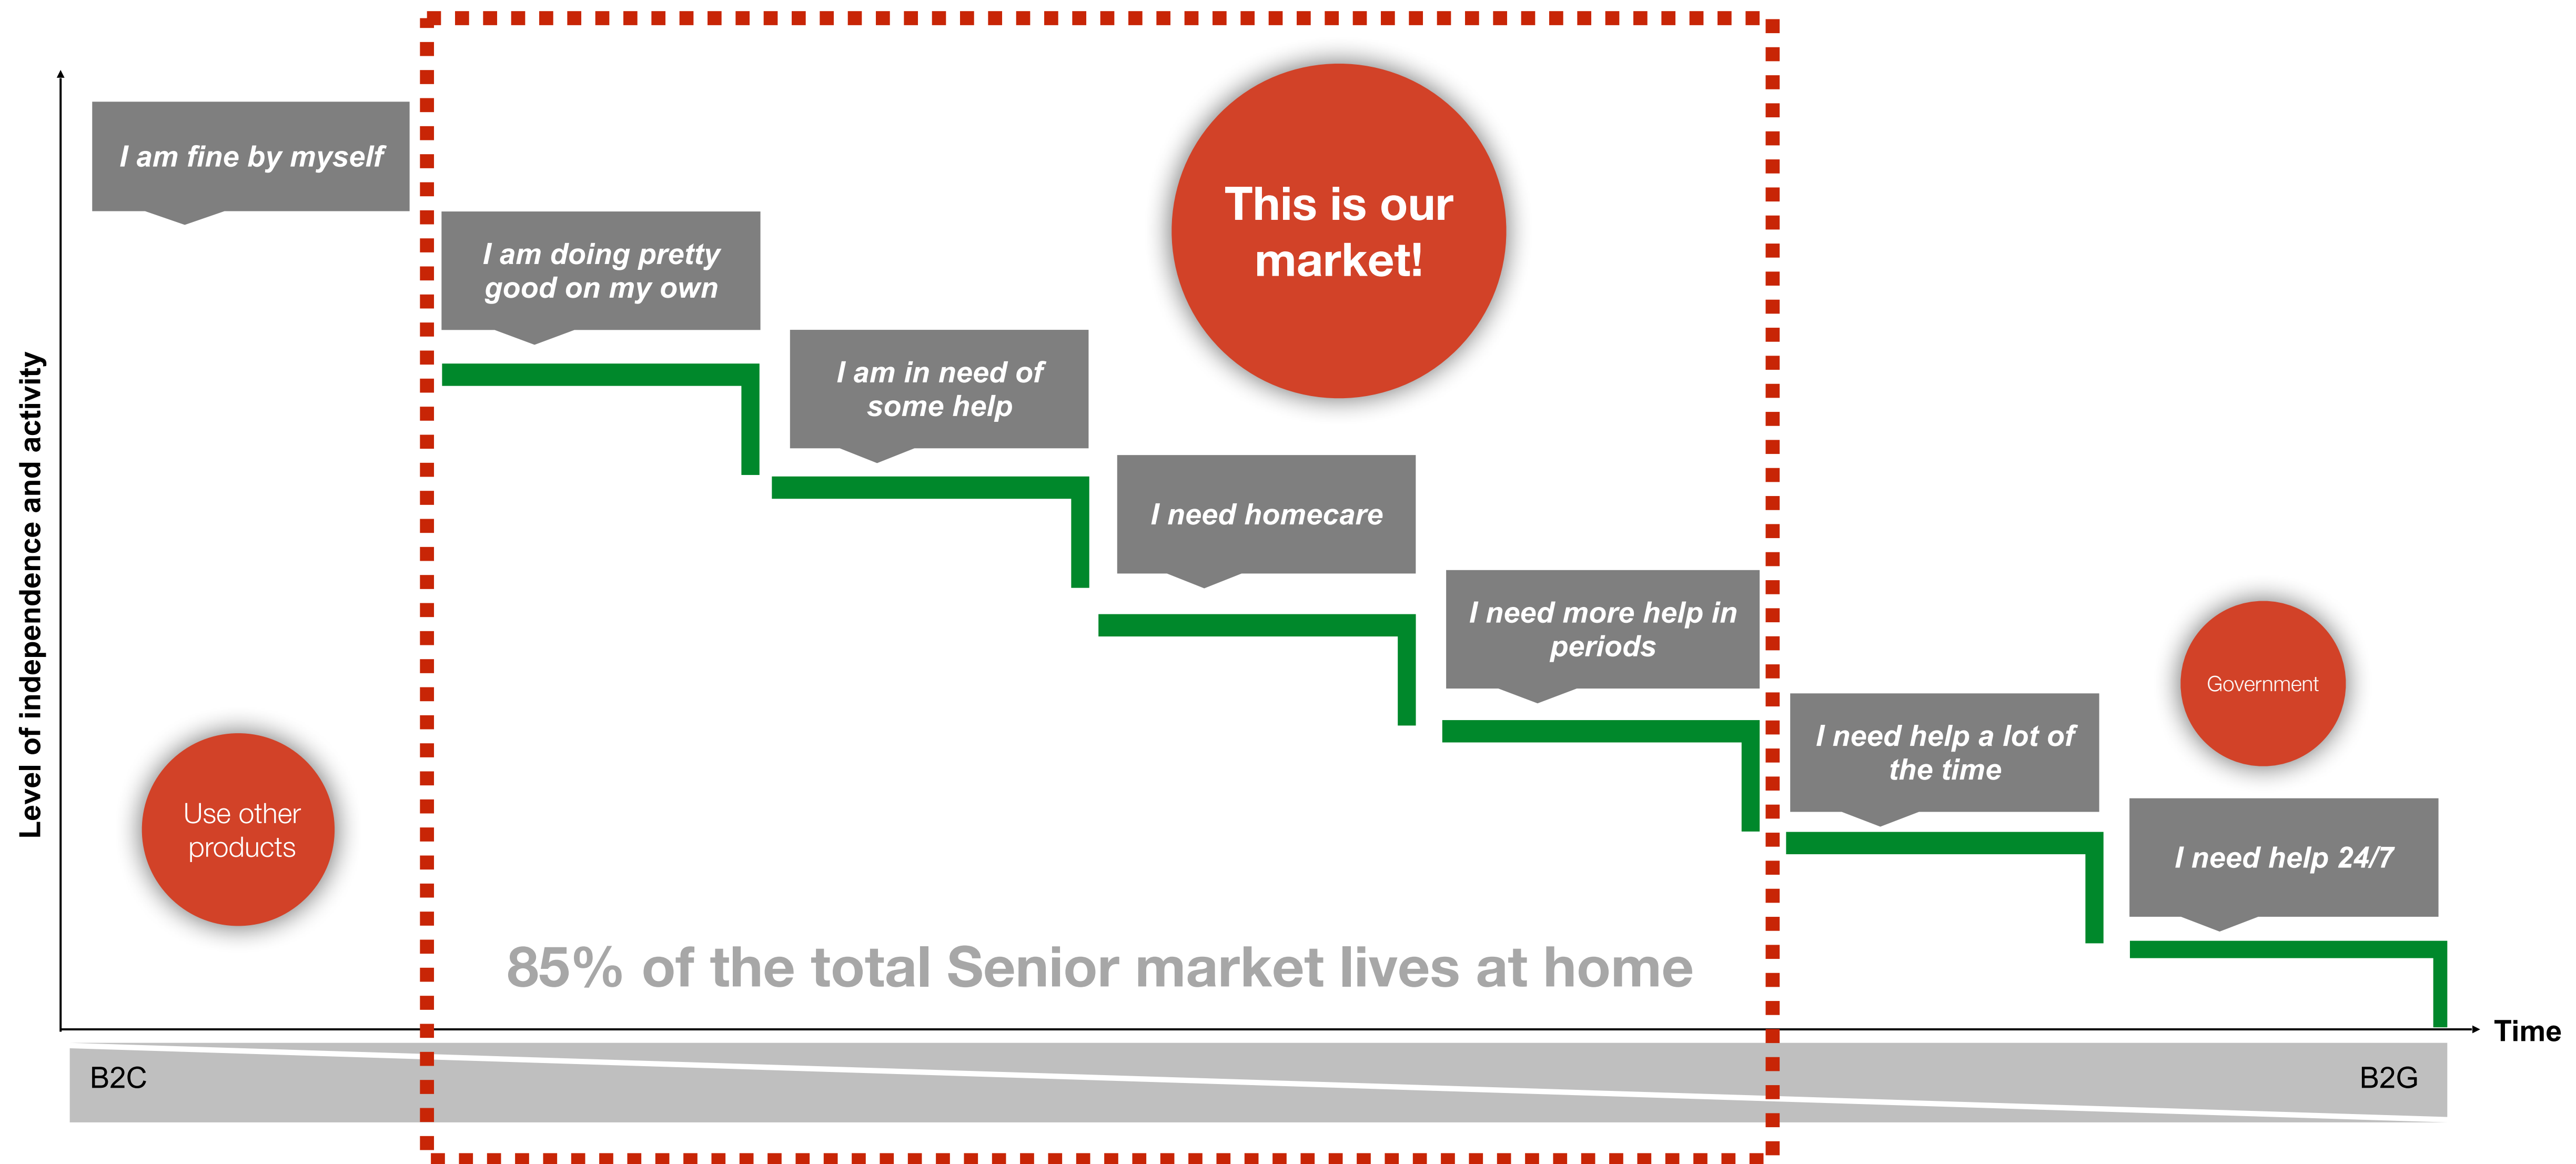 I am fine by myself
This is our
market!
I am doing pretty
good on my own
I am in need of
some help
Level of independence and activity
I need homecare
I need more help in
periods
Government
I need help a lot of
the time
Use other
products
I need help 24/7
85% of the total Senior market lives at home
Time
B2C
B2G